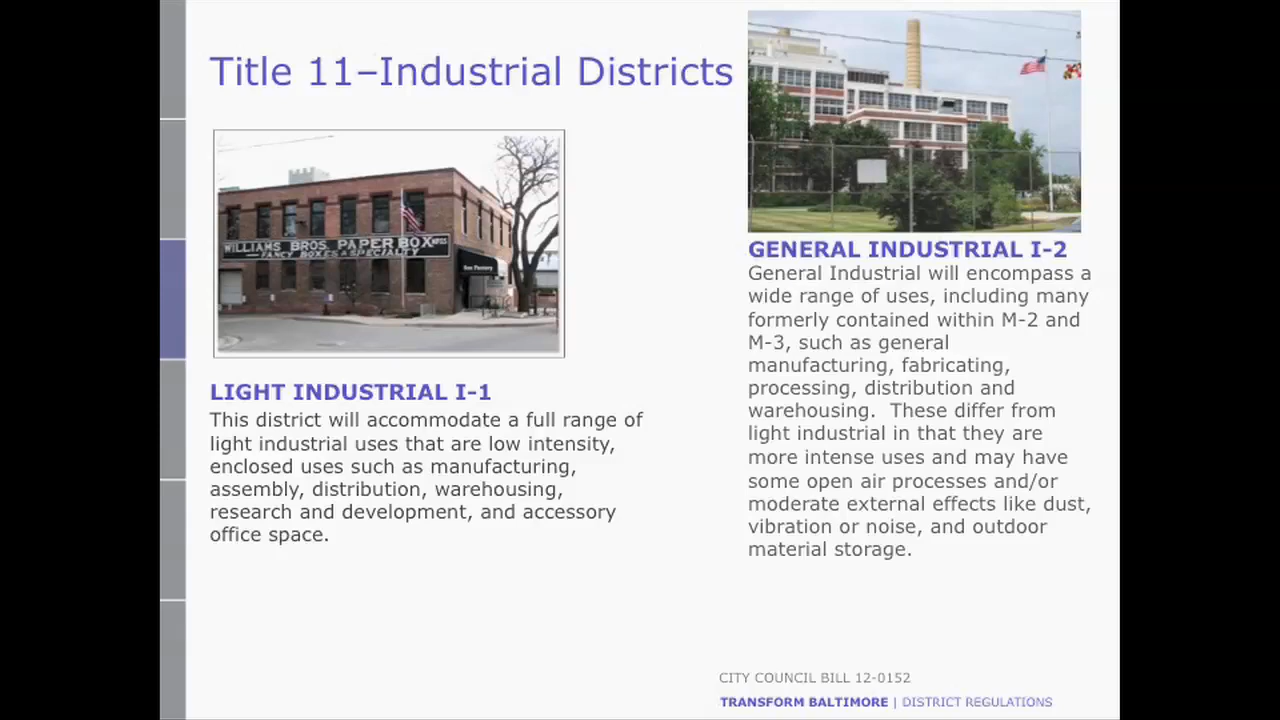 Title 11–Industrial Districts
WILLIAMS BROS. PAPER BOX
FANCY BOXES & SPECIALITY
LIGHT INDUSTRIAL I-1
This district will accommodate a full range of
light industrial uses that are low intensity,
enclosed uses such as manufacturing,
assembly, distribution, warehousing,
research and development, and accessory
office space.
GENERAL INDUSTRIAL I-2
General Industrial will encompass a
wide range of uses, including many
formerly contained within M-2 and
M-3, such as general
manufacturing, fabricating,
processing, distribution and
warehousing.  These differ from
light industrial in that they are
more intense uses and may have
some open air processes and/or
moderate external effects like dust,
vibration or noise, and outdoor
material storage.
CITY COUNCIL BILL 12-0152
TRANSFORM BALTIMORE | DISTRICT REGULATIONS